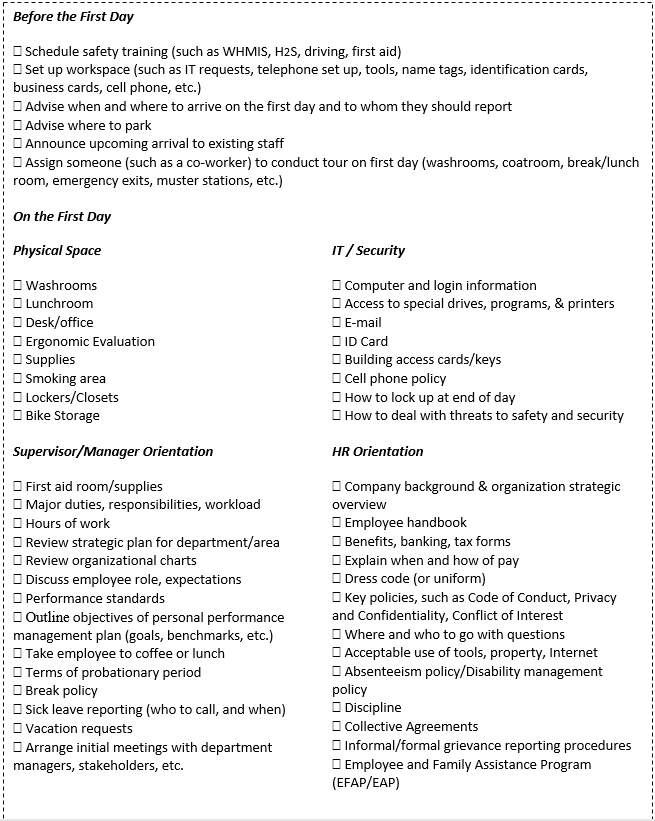 Before the First Day
☐ Schedule safety training (such as WHMIS, H2S, driving, first aid)
☐ Set up workspace (such as IT requests, telephone set up, tools, name tags, identification cards,
business cards, cell phone, etc.)
☐ Advise when and where to arrive on the first day and to whom they should report
☐ Advise where to park
☐ Announce upcoming arrival to existing staff
☐ Assign someone (such as a co-worker) to conduct tour on first day (washrooms, coatroom, break/lunch
room, emergency exits, muster stations, etc.)
On the First Day
Physical Space
☐ Washrooms
☐ Lunchroom
☐ Desk/office
☐ Ergonomic Evaluation
☐ Supplies
☐ Smoking area
☐ Lockers/Closets
☐ Bike Storage
IT / Security
☐ Computer and login information
☐ Access to special drives, programs, & printers
☐ E-mail
☐ ID Card
☐ Building access cards/keys
☐ Cell phone policy
☐ How to lock up at end of day
☐ How to deal with threats to safety and security
Supervisor/Manager Orientation
☐ First aid room/supplies
☐ Major duties, responsibilities, workload
☐ Hours of work
☐ Review strategic plan for department/area
☐ Review organizational charts
☐ Discuss employee role, expectations
☐ Performance standards
☐ Outline objectives of personal performance
management plan (goals, benchmarks, etc.)
☐ Take employee to coffee or lunch
☐ Terms of probationary period
☐ Break policy
☐ Sick leave reporting (who to call, and when)
☐ Vacation requests
☐ Arrange initial meetings with department
managers, stakeholders, etc.
HR Orientation
☐ Company background & organization strategic
overview
☐ Employee handbook
☐ Benefits, banking, tax forms
☐ Explain when and how of pay
☐ Dress code (or uniform)
☐ Key policies, such as Code of Conduct, Privacy
and Confidentiality, Conflict of Interest
☐ Where and who to go with questions
☐ Acceptable use of tools, property, Internet
☐ Absenteeism policy/Disability management
policy
☐ Discipline
☐ Collective Agreements
☐ Informal/formal grievance reporting procedures
☐ Employee and Family Assistance Program
(EFAP/EAP)